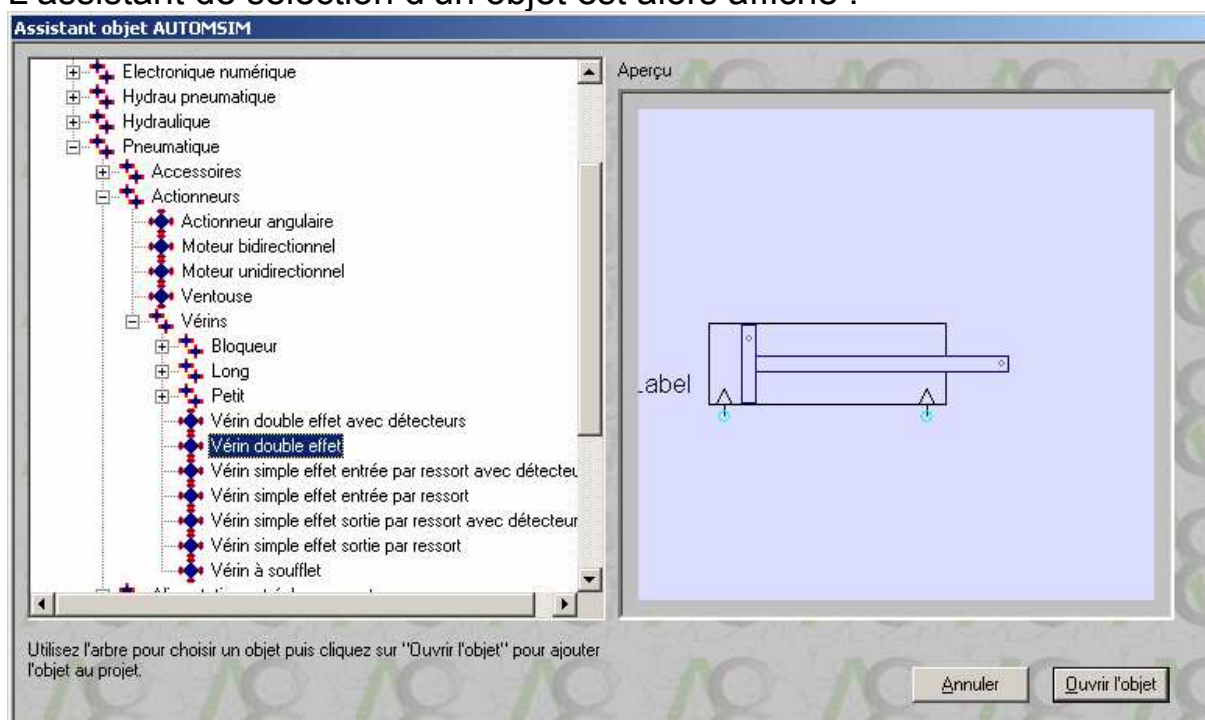 L'assistant de sélection d'un objet est alors affiché :
Assistant objet AUTOMSIM
Electronique numérique
Hydrau pneumatique
Hydraulique
Pneumatique
Accessoires
Actionneurs
Actionneur angulaire
Moteur bidirectionnel
Moteur unidirectionnel
Ventouse
Vérins
Bloqueur
Long
Petit
Vérin double effet avec détecteurs
Vérin double effet
Vérin simple effet entrée par ressort avec détecteu
Vérin simple effet entrée par ressort
Vérin simple effet sortie par ressort avec détecteur
Vérin simple effet sortie par ressort
Vérin à soufflet
Utilisez l'arbre pour choisir un objet puis cliquez sur "Ouvrir l'objet" pour ajouter
l'objet au projet.
Aperçu
Label
Annuler
Ouvrir l'objet